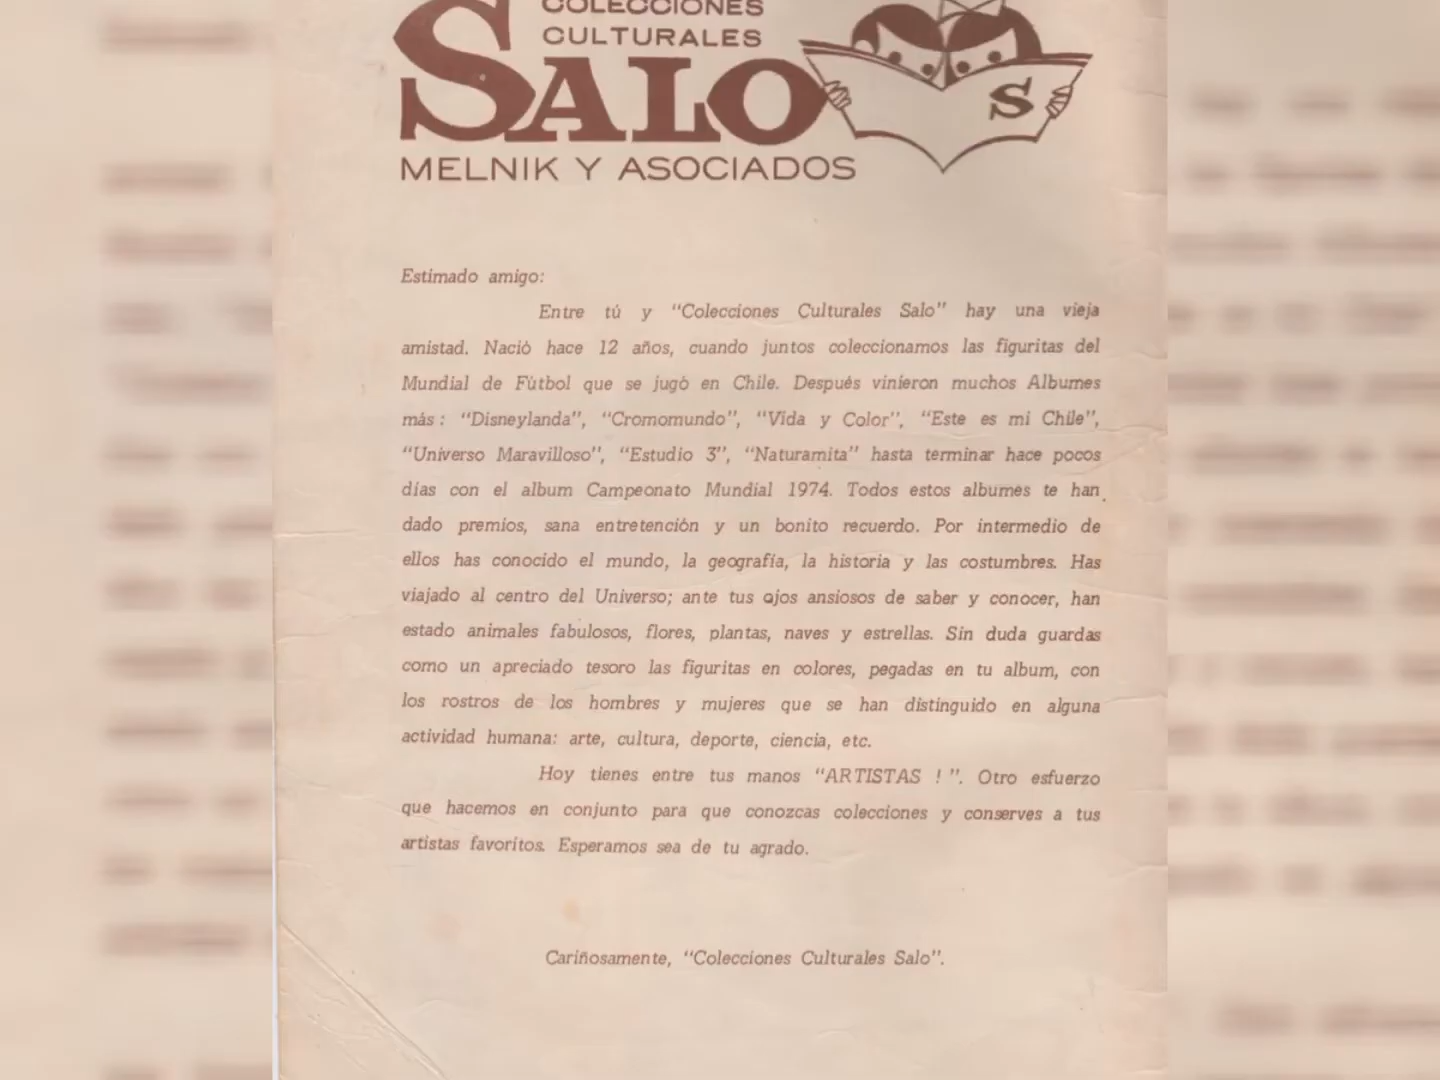 COLECCIONES
CULTURALES
SALO
S
MELNIK Y ASOCIADOS
Estimado amigo:
Entre tú y "Colecciones Culturales Salo" hay una vieja
amistad. Nació hace 12 años, cuando juntos coleccionamos las figuritas del
Mundial de Fútbol que se jugó en Chile. Después vinieron muchos Albumes
más: "Disneylanda", "Cromomundo", "Vida y Color", "Este es mi Chile",
"Universo Maravilloso", "Estudio 3", "Naturamita" hasta terminar hace pocos
días con el album Campeonato Mundial 1974. Todos estos albumes te han
dado premios, sana entretención y un bonito recuerdo. Por intermedio de
ellos has conocido el mundo, la geografía, la historia y las costumbres. Has
viajado al centro del Universo; ante tus ojos ansiosos de saber y conocer, han
estado animales fabulosos, flores, plantas, naves y estrellas. Sin duda guardas
como un apreciado tesoro las figuritas en colores, pegadas en tu album, con
los rostros de los hombres y mujeres que se han distinguido en alguna
actividad humana: arte, cultura, deporte, ciencia, etc.
Hoy tienes entre tus manos "ARTISTAS !". Otro esfuerzo
que hacemos en conjunto para que conozcas colecciones y conserves a tus
artistas favoritos. Esperamos sea de tu agrado.
Cariñosamente, "Colecciones Culturales Salo".